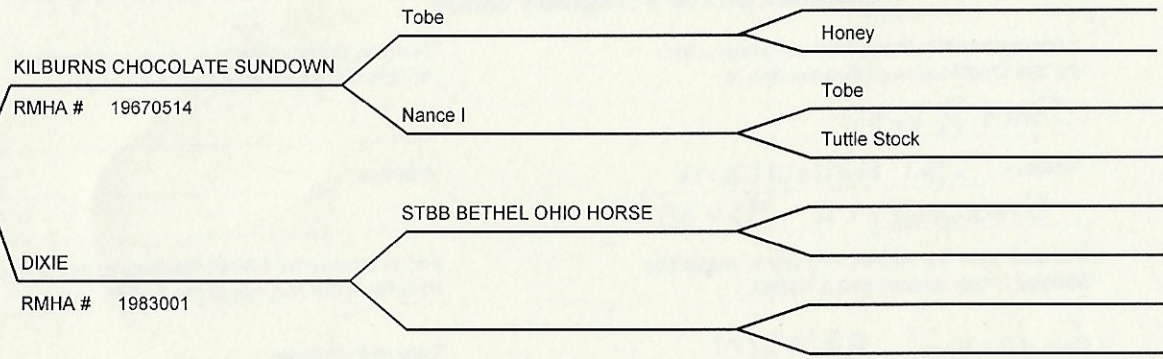 Tobe
Honey
KILBURNS CHOCOLATE SUNDOWN
RMHA # 19670514
Nance I
Tobe
Tuttle Stock
STBB BETHEL OHIO HORSE
DIXIE
RMHA # 1983001